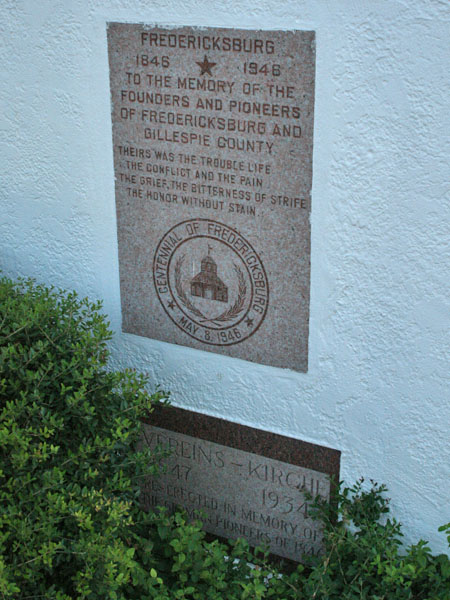 FREDERICKSBURG
1846 ★ 1946
TO THE MEMORY OF THE
FOUNDERS AND PIONEERS
OF FREDERICKSBURG AND
GILLESPIE COUNTY
THEIRS WAS THE TROUBLE LIFE
THE CONFLICT AND THE PAIN
THE GRIEF, THE BITTERNESS OF STRIFE
THE HONOR WITHOUT STAIN.
CENTENNIAL OF FREDERICKSBURG
★ MAY 8, 1946 ★
VEREINS-KIRCHE
47 1934
ERECTED IN MEMORY OF
PIONEERS OF